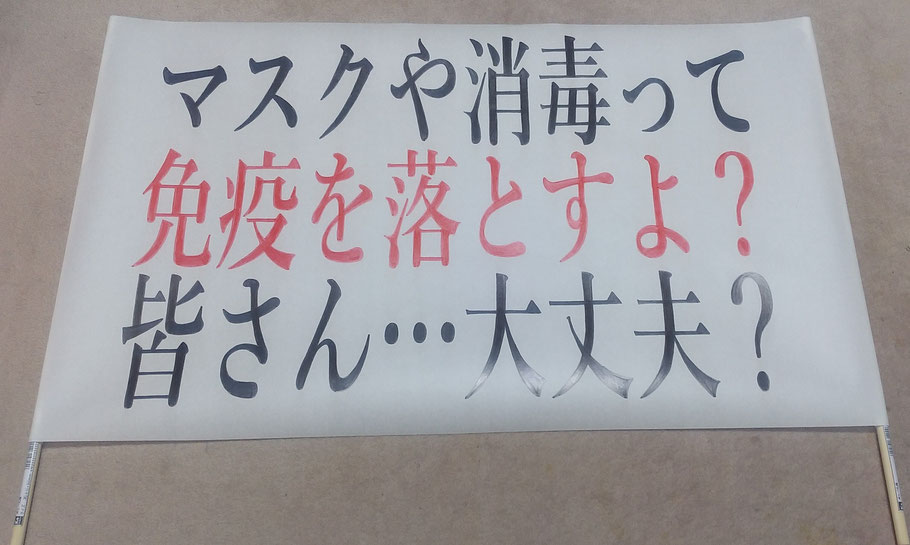 マスクや消毒って
免疫を落とすよ?
皆さん…大丈夫?